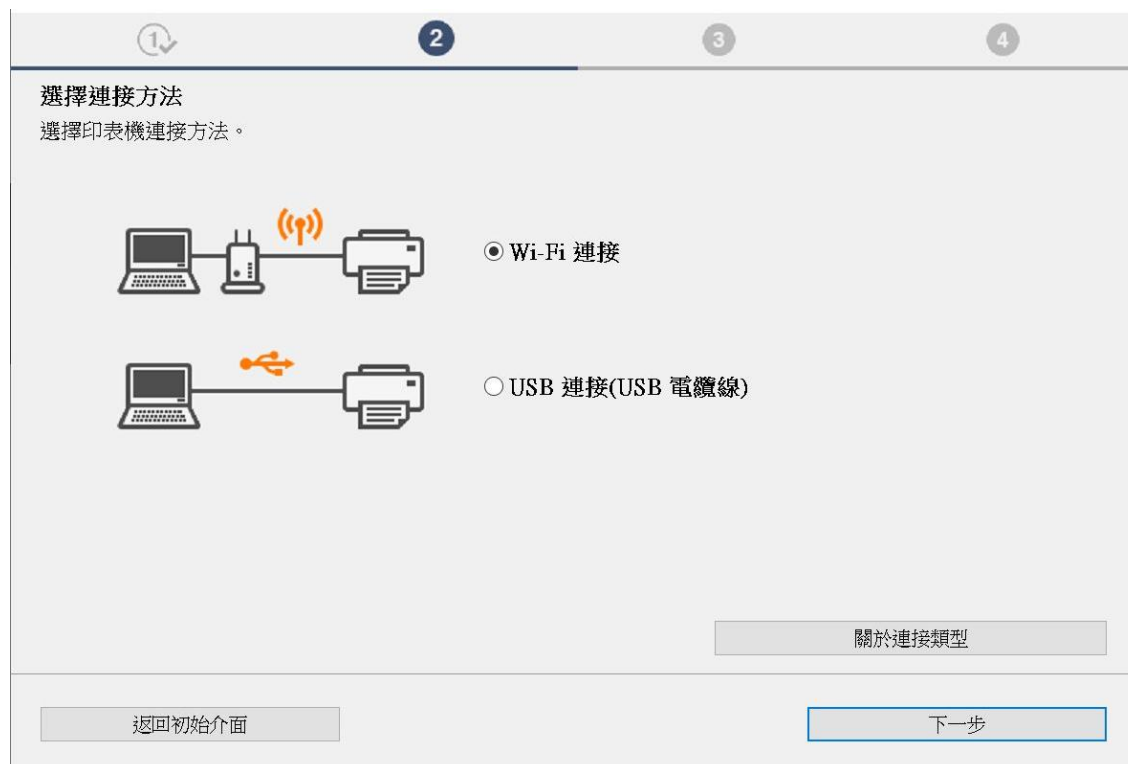 1 2 3 4
選擇連接方法
選擇印表機連接方法。
Wi-Fi 連接
USB 連接(USB 電纜線)
關於連接類型
返回初始介面 下一步